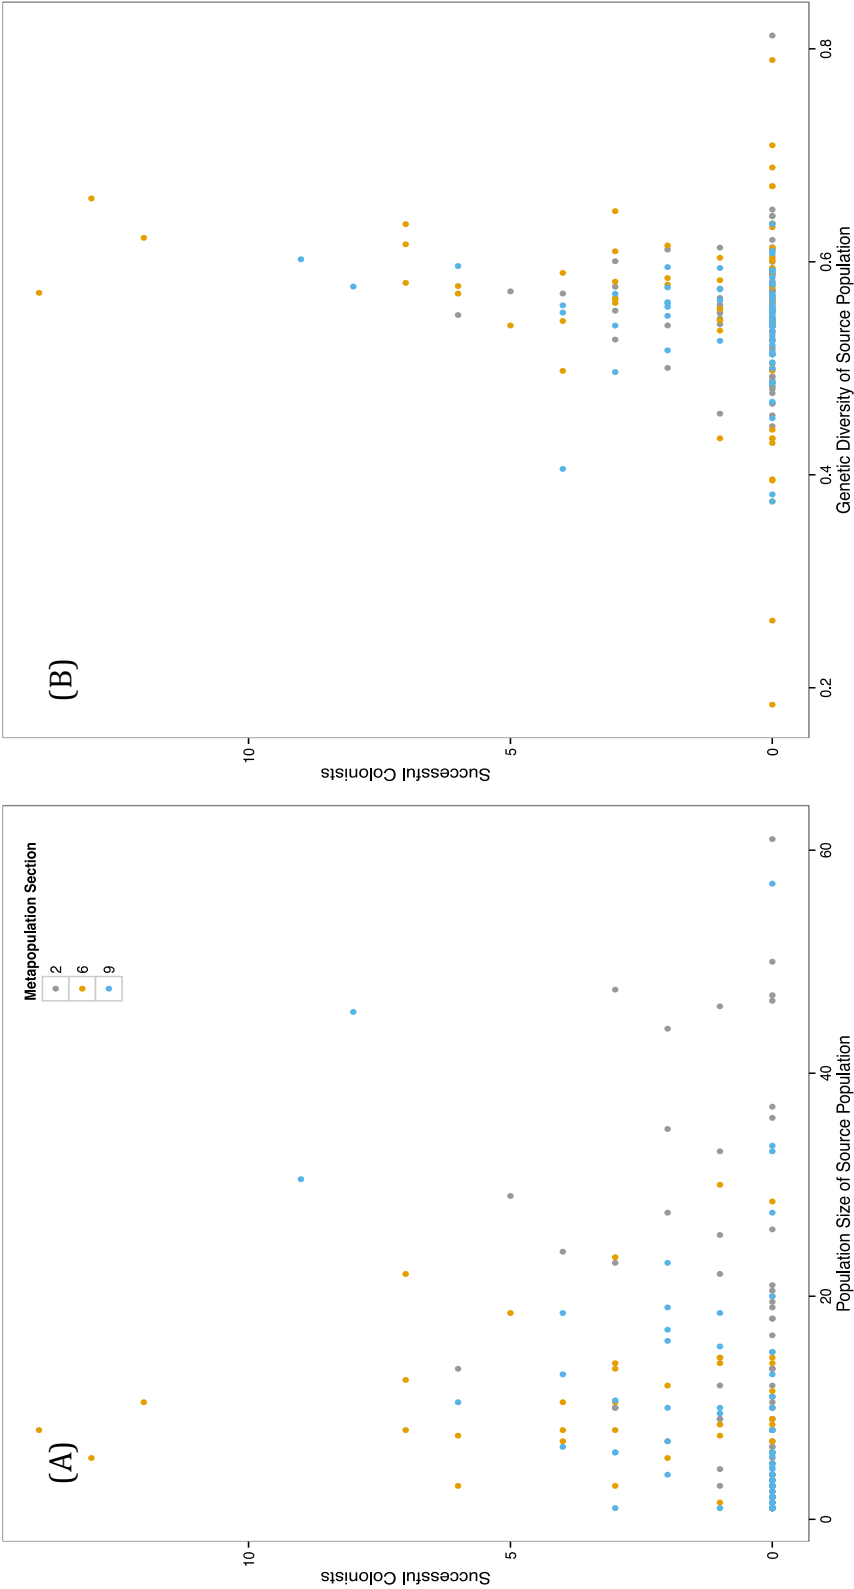 (A)
Metapopulation Section
2
6
9
Successful Colonists
10
5
0
0
20
40
60
Population Size of Source Population
(B)
Successful Colonists
10
5
0
0.2
0.4
0.6
0.8
Genetic Diversity of Source Population